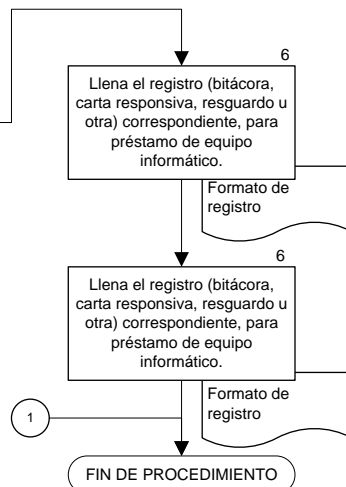 6
Llena el registro (bitácora,
carta responsiva, resguardo u
otra) correspondiente, para
préstamo de equipo
informático.
Formato de
registro
6
Llena el registro (bitácora,
carta responsiva, resguardo u
otra) correspondiente, para
préstamo de equipo
informático.
Formato de
registro
1
FIN DE PROCEDIMIENTO